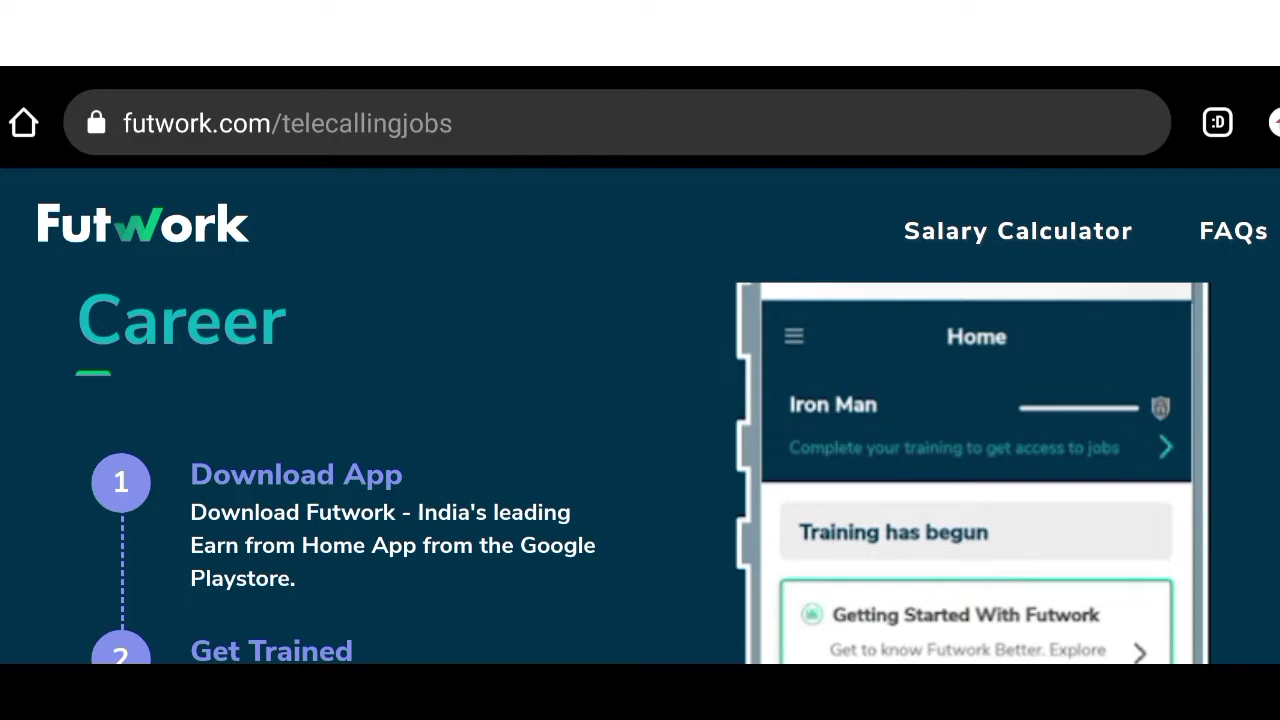 futwork.com/telecallingjobs
:D
Futwork
Salary Calculator
FAQs
Career
Home
Iron Man
Complete your training to get access to jobs
1
Download App
Download Futwork - India's leading
Earn from Home App from the Google
Playstore.
Training has begun
Getting Started With Futwork
Get to know Futwork Better. Explore
2
Get Trained